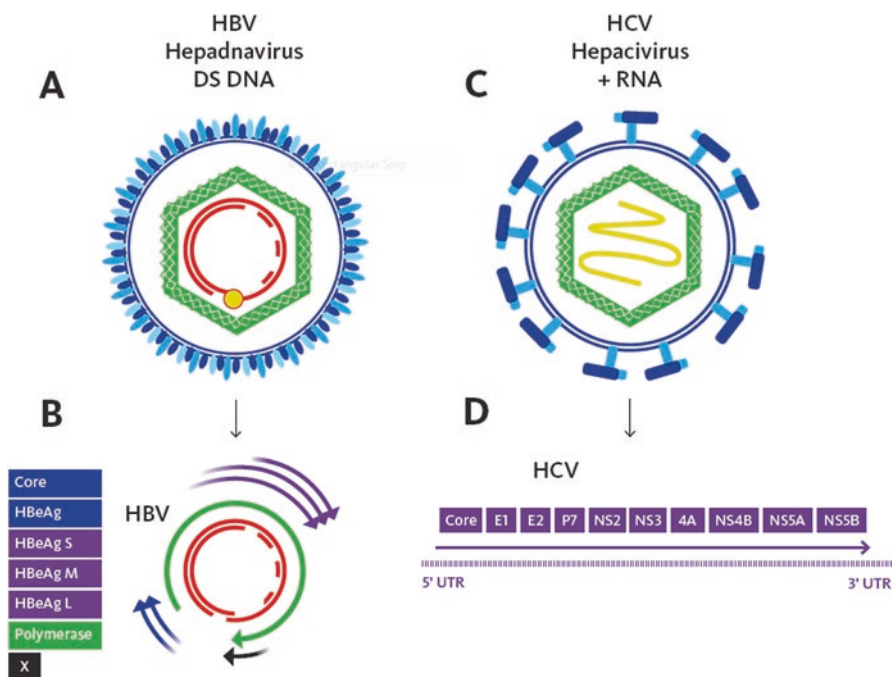 HBV
Hepadnavirus
DS DNA
A
HCV
Hepacivirus
+ RNA
C
B
HBV
Core
HBeAg
HBeAg S
HBeAg M
HBeAg L
Polymerase
X
D
HCV
Core E1 E2 P7 NS2 NS3 4A NS4B NS5A NS5B
5' UTR 3' UTR